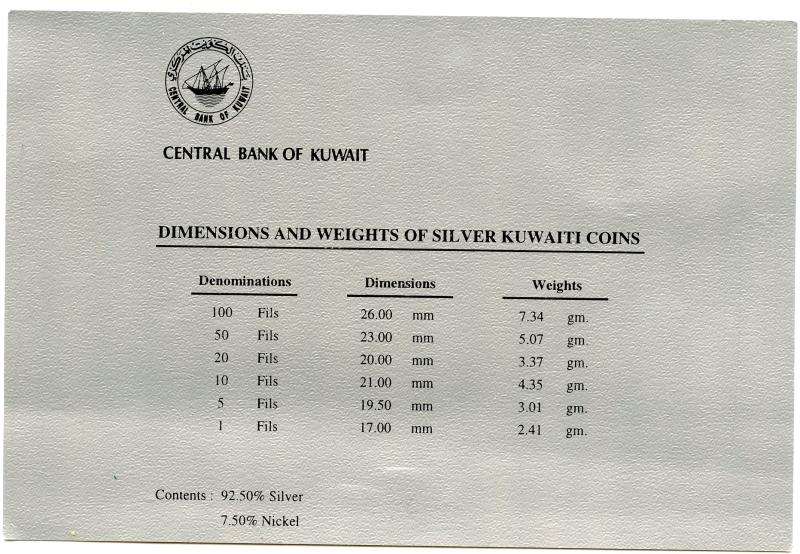 بنك الكويت المركزي
CENTRAL BANK OF KUWAIT
CENTRAL BANK OF KUWAIT
DIMENSIONS AND WEIGHTS OF SILVER KUWAITI COINS
Denominations Dimensions Weights
100 Fils 26.00 mm 7.34 gm.
50 Fils 23.00 mm 5.07 gm.
20 Fils 20.00 mm 3.37 gm.
10 Fils 21.00 mm 4.35 gm.
5 Fils 19.50 mm 3.01 gm.
1 Fils 17.00 mm 2.41 gm.
Contents : 92.50% Silver
7.50% Nickel